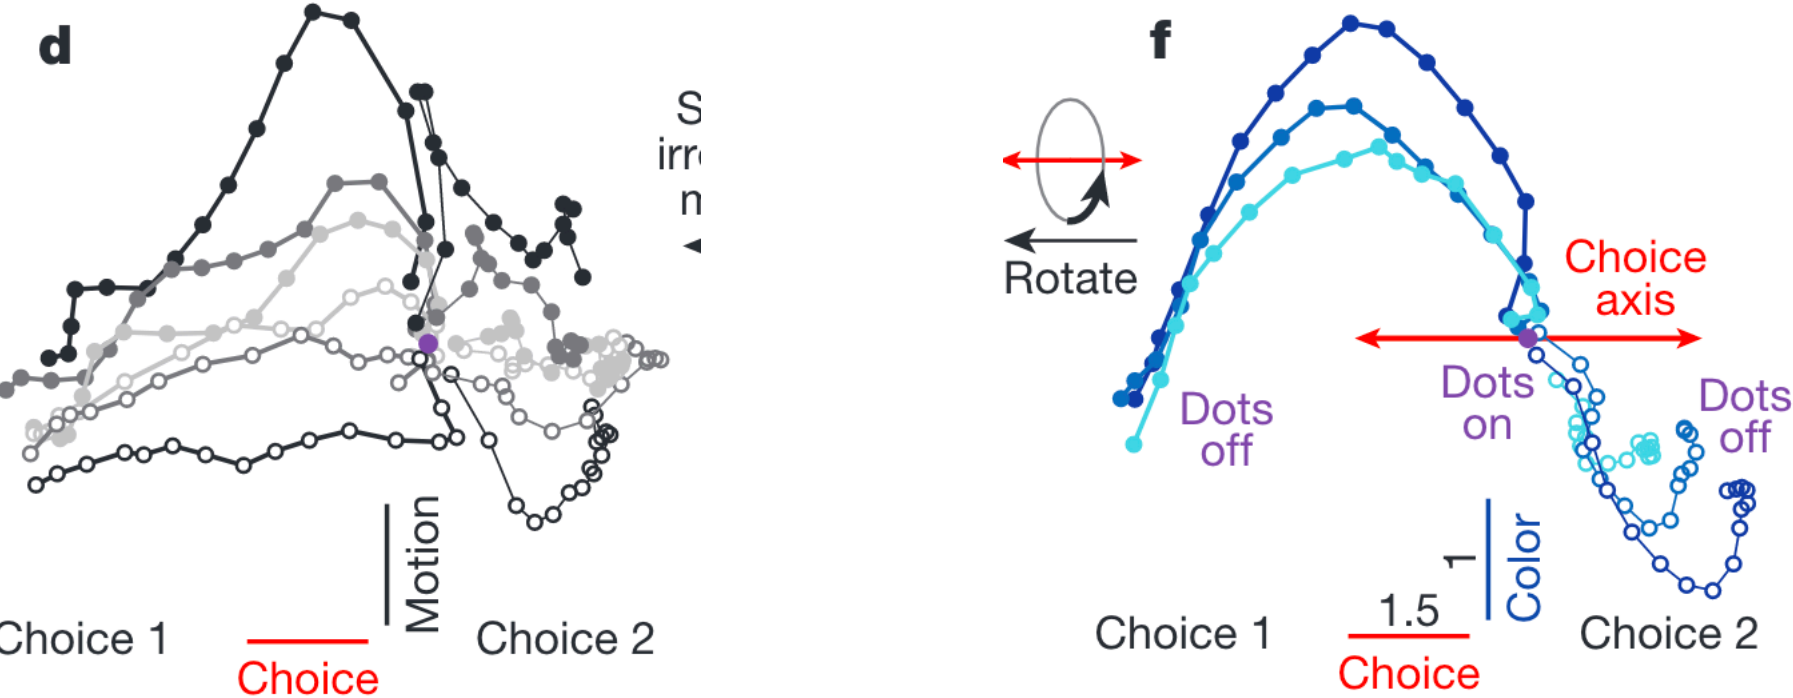 d
Motion
Choice 1
Choice 2
Choice
f
Rotate
Choice
axis
Dots
on
Dots
off
Dots
off
1
Color
1.5
Choice 1
Choice 2
Choice